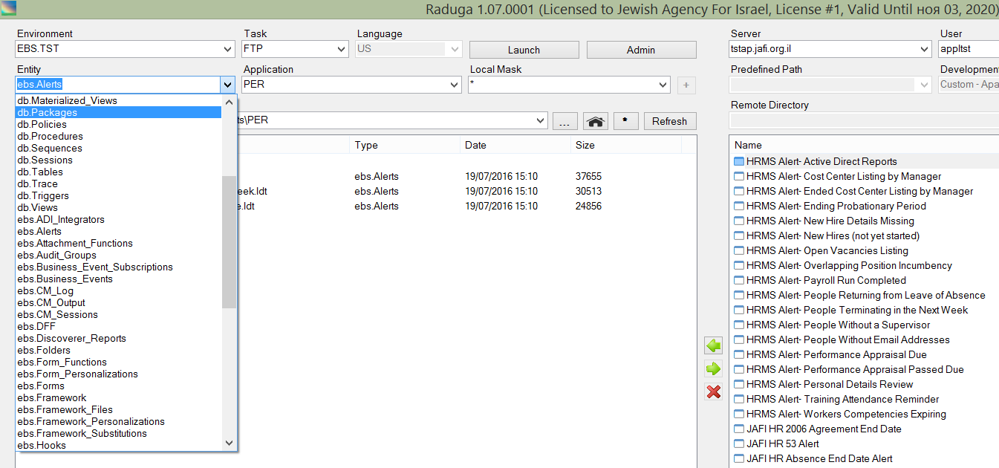 Raduga 1.07.0001 (Licensed to Jewish Agency For Israel, License #1, Valid Until ноя 03, 2020)
Environment Task Language Server User
EBS.TST FTP US Launch Admin tstap.jafi.org.il appltst
Entity Application Local Mask Predefined Path Development
ebs.Alerts PER * + Custom - Apa
Remote Directory
ts\PER ... * Refresh
db.Materialized_Views
db.Packages
db.Policies
db.Procedures
db.Sequences
db.Sessions
db.Tables
db.Trace
db.Triggers
db.Views
ebs.ADI_Integrators
ebs.Alerts
ebs.Attachment_Functions
ebs.Audit_Groups
ebs.Business_Event_Subscriptions
ebs.Business_Events
ebs.CM_Log
ebs.CM_Output
ebs.CM_Sessions
ebs.DFF
ebs.Discoverer_Reports
ebs.Folders
ebs.Form_Functions
ebs.Form_Personalizations
ebs.Forms
ebs.Framework
ebs.Framework_Files
ebs.Framework_Personalizations
ebs.Framework_Substitutions
ebs.Hooks
Type Date Size
ebs.Alerts 19/07/2016 15:10 37655
eek.ldt ebs.Alerts 19/07/2016 15:10 30513
e.ldt ebs.Alerts 19/07/2016 15:10 24856
Name
HRMS Alert- Active Direct Reports
HRMS Alert- Cost Center Listing by Manager
HRMS Alert- Ended Cost Center Listing by Manager
HRMS Alert- Ending Probationary Period
HRMS Alert- New Hire Details Missing
HRMS Alert- New Hires (not yet started)
HRMS Alert- Open Vacancies Listing
HRMS Alert- Overlapping Position Incumbency
HRMS Alert- Payroll Run Completed
HRMS Alert- People Returning from Leave of Absence
HRMS Alert- People Terminating in the Next Week
HRMS Alert- People Without a Supervisor
HRMS Alert- People Without Email Addresses
HRMS Alert- Performance Appraisal Due
HRMS Alert- Performance Appraisal Passed Due
HRMS Alert- Personal Details Review
HRMS Alert- Training Attendance Reminder
HRMS Alert- Workers Competencies Expiring
JAFI HR 2006 Agreement End Date
JAFI HR 53 Alert
JAFI HR Absence End Date Alert